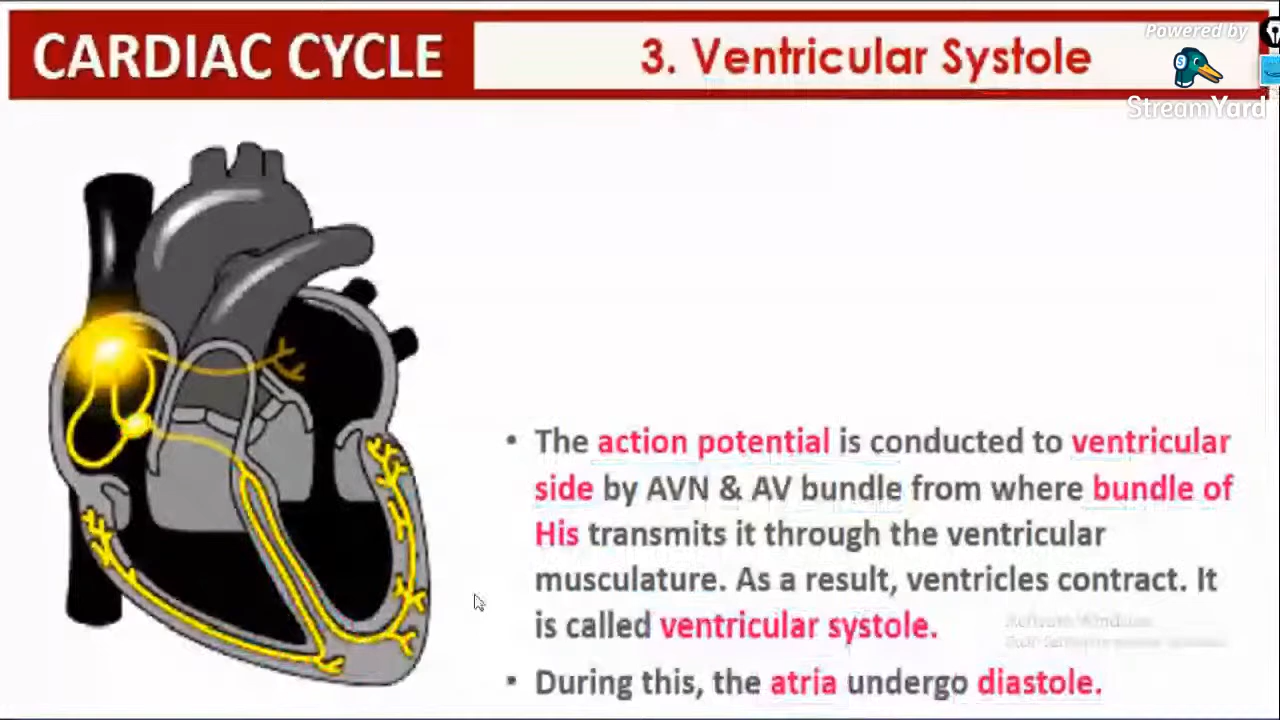 CARDIAC CYCLE
3. Ventricular Systole
Powered by
StreamYard
• The action potential is conducted to ventricular
side by AVN & AV bundle from where bundle of
His transmits it through the ventricular
musculature. As a result, ventricles contract. It
is called ventricular systole.
Activate Windows
• During this, the atria undergo diastole.